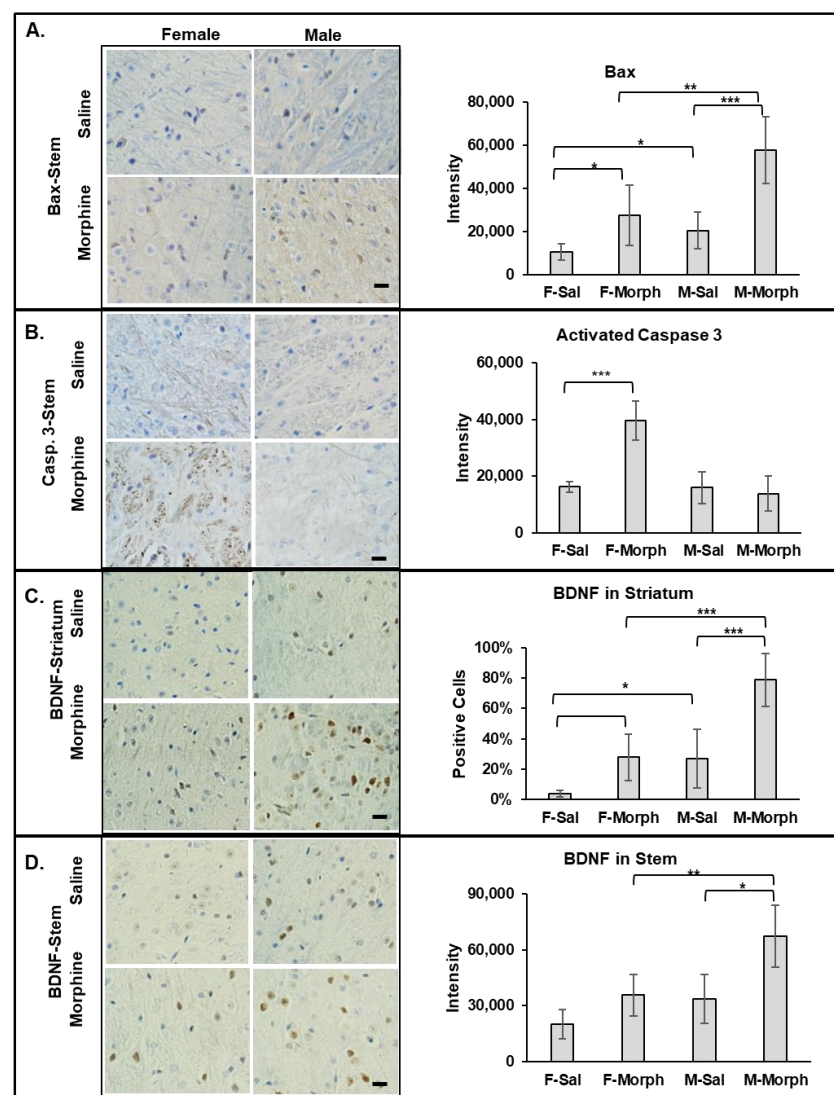 A.
Female
Male
Bax-Stem
Saline
Morphine
Bax
**
***
*
*
80,000
60,000
40,000
20,000
0
Intensity
F-Sal F-Morph M-Sal M-Morph
B.
Casp. 3-Stem
Saline
Morphine
Activated Caspase 3
***
60,000
40,000
20,000
0
Intensity
F-Sal F-Morph M-Sal M-Morph
C.
BDNF-Striatum
Saline
Morphine
BDNF in Striatum
***
***
*
100%
80%
60%
40%
20%
0%
Positive Cells
F-Sal F-Morph M-Sal M-Morph
D.
BDNF-Stem
Saline
Morphine
BDNF in Stem
**
*
90,000
60,000
30,000
0
Intensity
F-Sal F-Morph M-Sal M-Morph